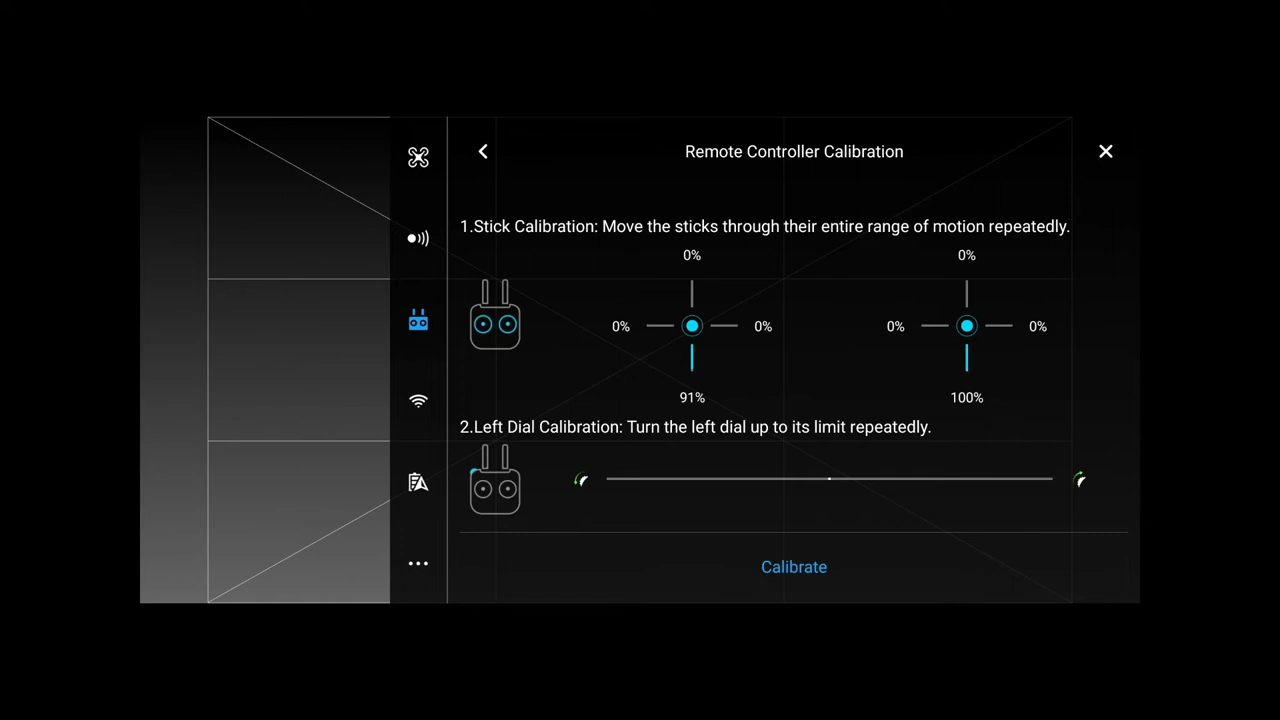 Remote Controller Calibration
1.Stick Calibration: Move the sticks through their entire range of motion repeatedly.
0% 0%
0% 0% 0% 0%
91% 100%
2.Left Dial Calibration: Turn the left dial up to its limit repeatedly.
Calibrate